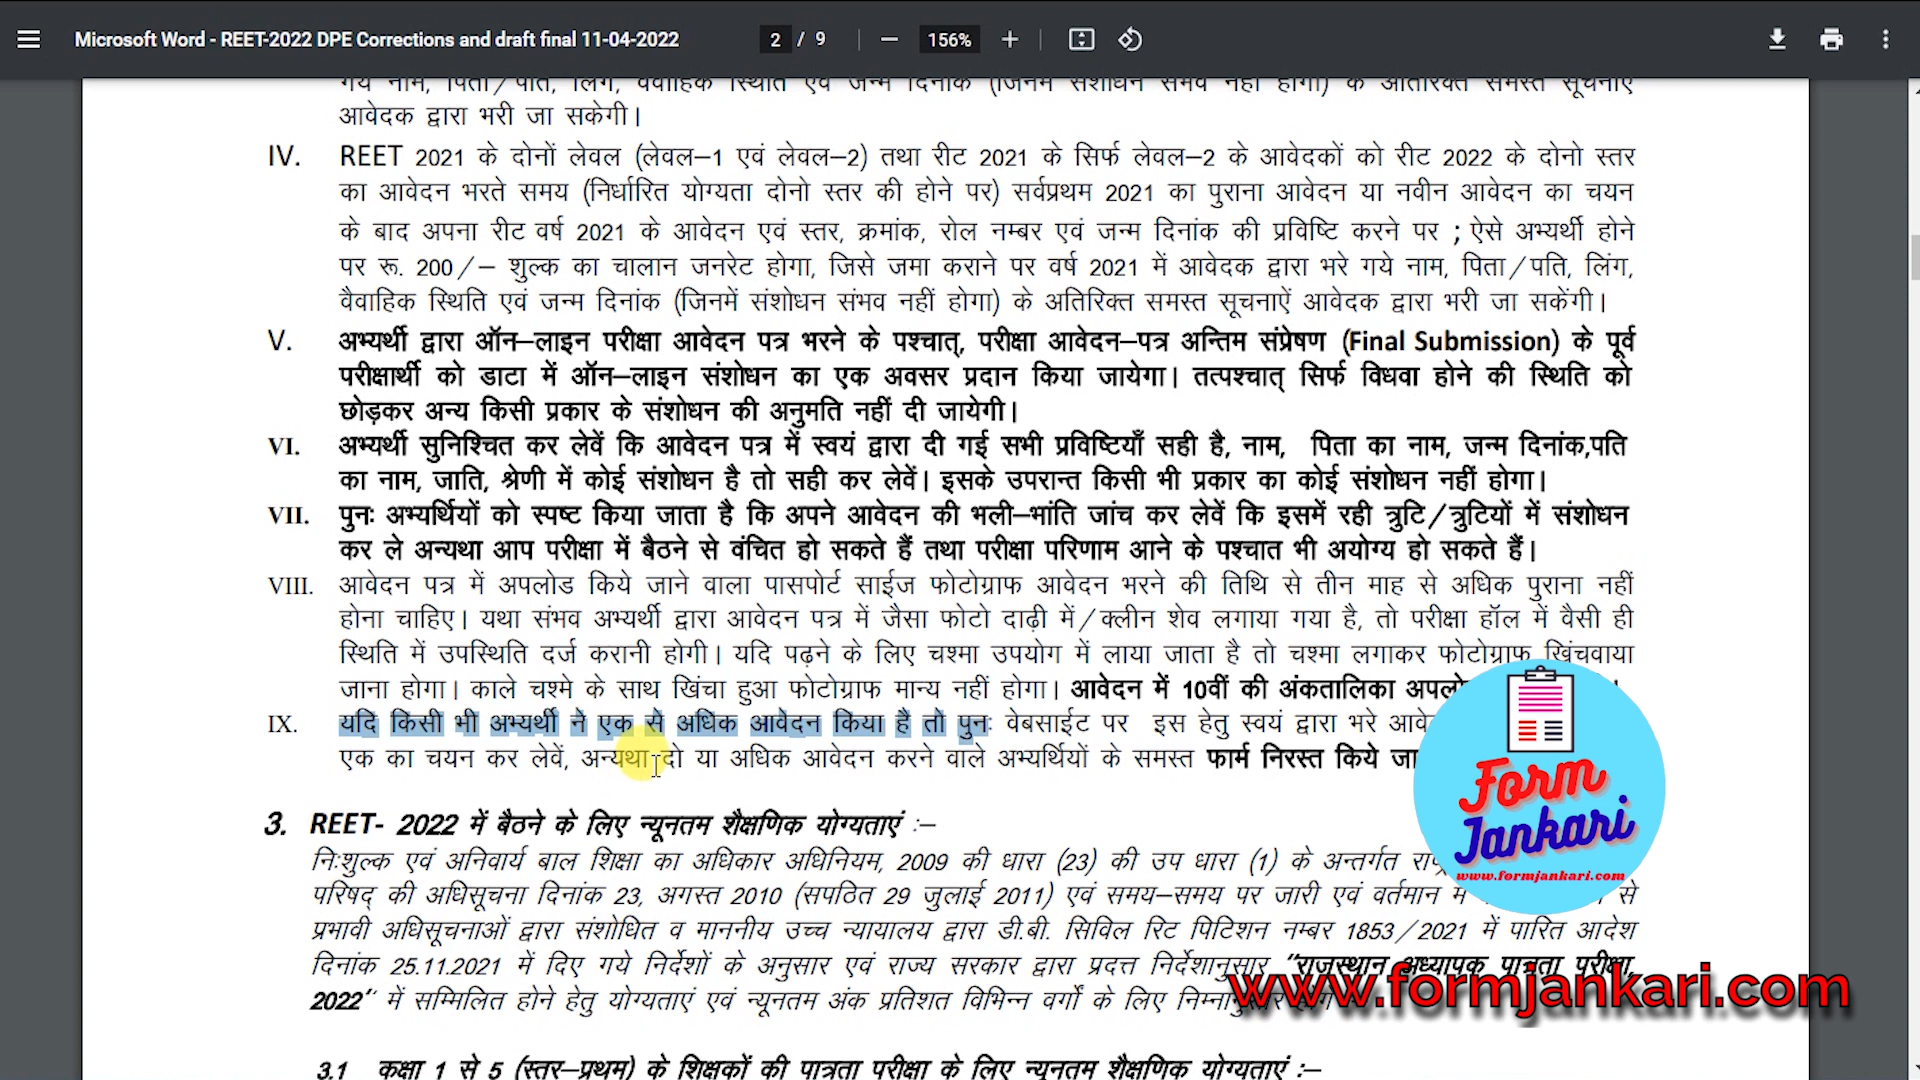 Microsoft Word - REET-2022 DPE Corrections and draft final 11-04-2022
2 / 9
156%
गये नाम, पिता/पति, लिंग, वैवाहिक स्थिति एवं जन्म दिनांक (जिनमें संशोधन संभव नहीं होगा) के अतिरिक्त समस्त सूचनाऐं
आवेदक द्वारा भरी जा सकेगी।
IV. REET 2021 के दोनों लेवल (लेवल–1 एवं लेवल–2) तथा रीट 2021 के सिर्फ लेवल–2 के आवेदकों को रीट 2022 के दोनो स्तर
का आवेदन भरते समय (निर्धारित योग्यता दोनो स्तर की होने पर) सर्वप्रथम 2021 का पुराना आवेदन या नवीन आवेदन का चयन
के बाद अपना रीट वर्ष 2021 के आवेदन एवं स्तर, क्रमांक, रोल नम्बर एवं जन्म दिनांक की प्रविष्टि करने पर ; ऐसे अभ्यर्थी होने
पर रू. 200/– शुल्क का चालान जनरेट होगा, जिसे जमा कराने पर वर्ष 2021 में आवेदक द्वारा भरे गये नाम, पिता/पति, लिंग,
वैवाहिक स्थिति एवं जन्म दिनांक (जिनमें संशोधन संभव नहीं होगा) के अतिरिक्त समस्त सूचनाऐं आवेदक द्वारा भरी जा सकेंगी।
V. अभ्यर्थी द्वारा ऑन–लाइन परीक्षा आवेदन पत्र भरने के पश्चात्, परीक्षा आवेदन–पत्र अन्तिम संप्रेषण (Final Submission) के पूर्व
परीक्षार्थी को डाटा में ऑन–लाइन संशोधन का एक अवसर प्रदान किया जायेगा। तत्पश्चात् सिर्फ विधवा होने की स्थिति को
छोड़कर अन्य किसी प्रकार के संशोधन की अनुमति नहीं दी जायेगी।
VI. अभ्यर्थी सुनिश्चित कर लेवें कि आवेदन पत्र में स्वयं द्वारा दी गई सभी प्रविष्टियाँ सही है, नाम, पिता का नाम, जन्म दिनांक,पति
का नाम, जाति, श्रेणी में कोई संशोधन है तो सही कर लेवें। इसके उपरान्त किसी भी प्रकार का कोई संशोधन नहीं होगा।
VII. पुनः अभ्यर्थियों को स्पष्ट किया जाता है कि अपने आवेदन की भली–भांति जांच कर लेवें कि इसमें रही त्रुटि/त्रुटियों में संशोधन
कर ले अन्यथा आप परीक्षा में बैठने से वंचित हो सकते हैं तथा परीक्षा परिणाम आने के पश्चात भी अयोग्य हो सकते हैं।
VIII. आवेदन पत्र में अपलोड किये जाने वाला पासपोर्ट साईज फोटोग्राफ आवेदन भरने की तिथि से तीन माह से अधिक पुराना नहीं
होना चाहिए। यथा संभव अभ्यर्थी द्वारा आवेदन पत्र में जैसा फोटो दाढ़ी में/क्लीन शेव लगाया गया है, तो परीक्षा हॉल में वैसी ही
स्थिति में उपस्थिति दर्ज करानी होगी। यदि पढ़ने के लिए चश्मा उपयोग में लाया जाता है तो चश्मा लगाकर फोटोग्राफ खिंचवाया
जाना होगा। काले चश्मे के साथ खिंचा हुआ फोटोग्राफ मान्य नहीं होगा। आवेदन में 10वीं की अंकतालिका
IX. यदि किसी भी अभ्यर्थी ने एक से अधिक आवेदन किया है तो पुनः वेबसाईट पर इस हेतु स्वयं द्वारा भरे
एक का चयन कर लेवें, अन्यथा दो या अधिक आवेदन करने वाले अभ्यर्थियों के समस्त फार्म निरस्त किये
3. REET- 2022 में बैठने के लिए न्यूनतम शैक्षणिक योग्यताएं :–
निःशुल्क एवं अनिवार्य बाल शिक्षा का अधिकार अधिनियम, 2009 की धारा (23) की उप धारा (1) के अन्तर्गत
परिषद् की अधिसूचना दिनांक 23, अगस्त 2010 (सपठित 29 जुलाई 2011) एवं समय–समय पर जारी एवं वर्तमान से
प्रभावी अधिसूचनाओं द्वारा संशोधित व माननीय उच्च न्यायालय द्वारा डी.बी. सिविल रिट पिटिशन नम्बर 1853/2021 में पारित आदेश
दिनांक 25.11.2021 में दिए गये निर्देशों के अनुसार एवं राज्य सरकार द्वारा प्रदत्त निर्देशानुसार "राजस्थान अध्यापक पात्रता परीक्षा,
2022" में सम्मिलित होने हेतु योग्यताएं एवं न्यूनतम अंक प्रतिशत विभिन्न वर्गों के लिए
3.1 कक्षा 1 से 5 (स्तर–प्रथम) के शिक्षकों की पात्रता परीक्षा के लिए न्यूनतम शैक्षणिक योग्यताएं :–
Form
Jankari
www.formjankari.com
www.formjankari.com